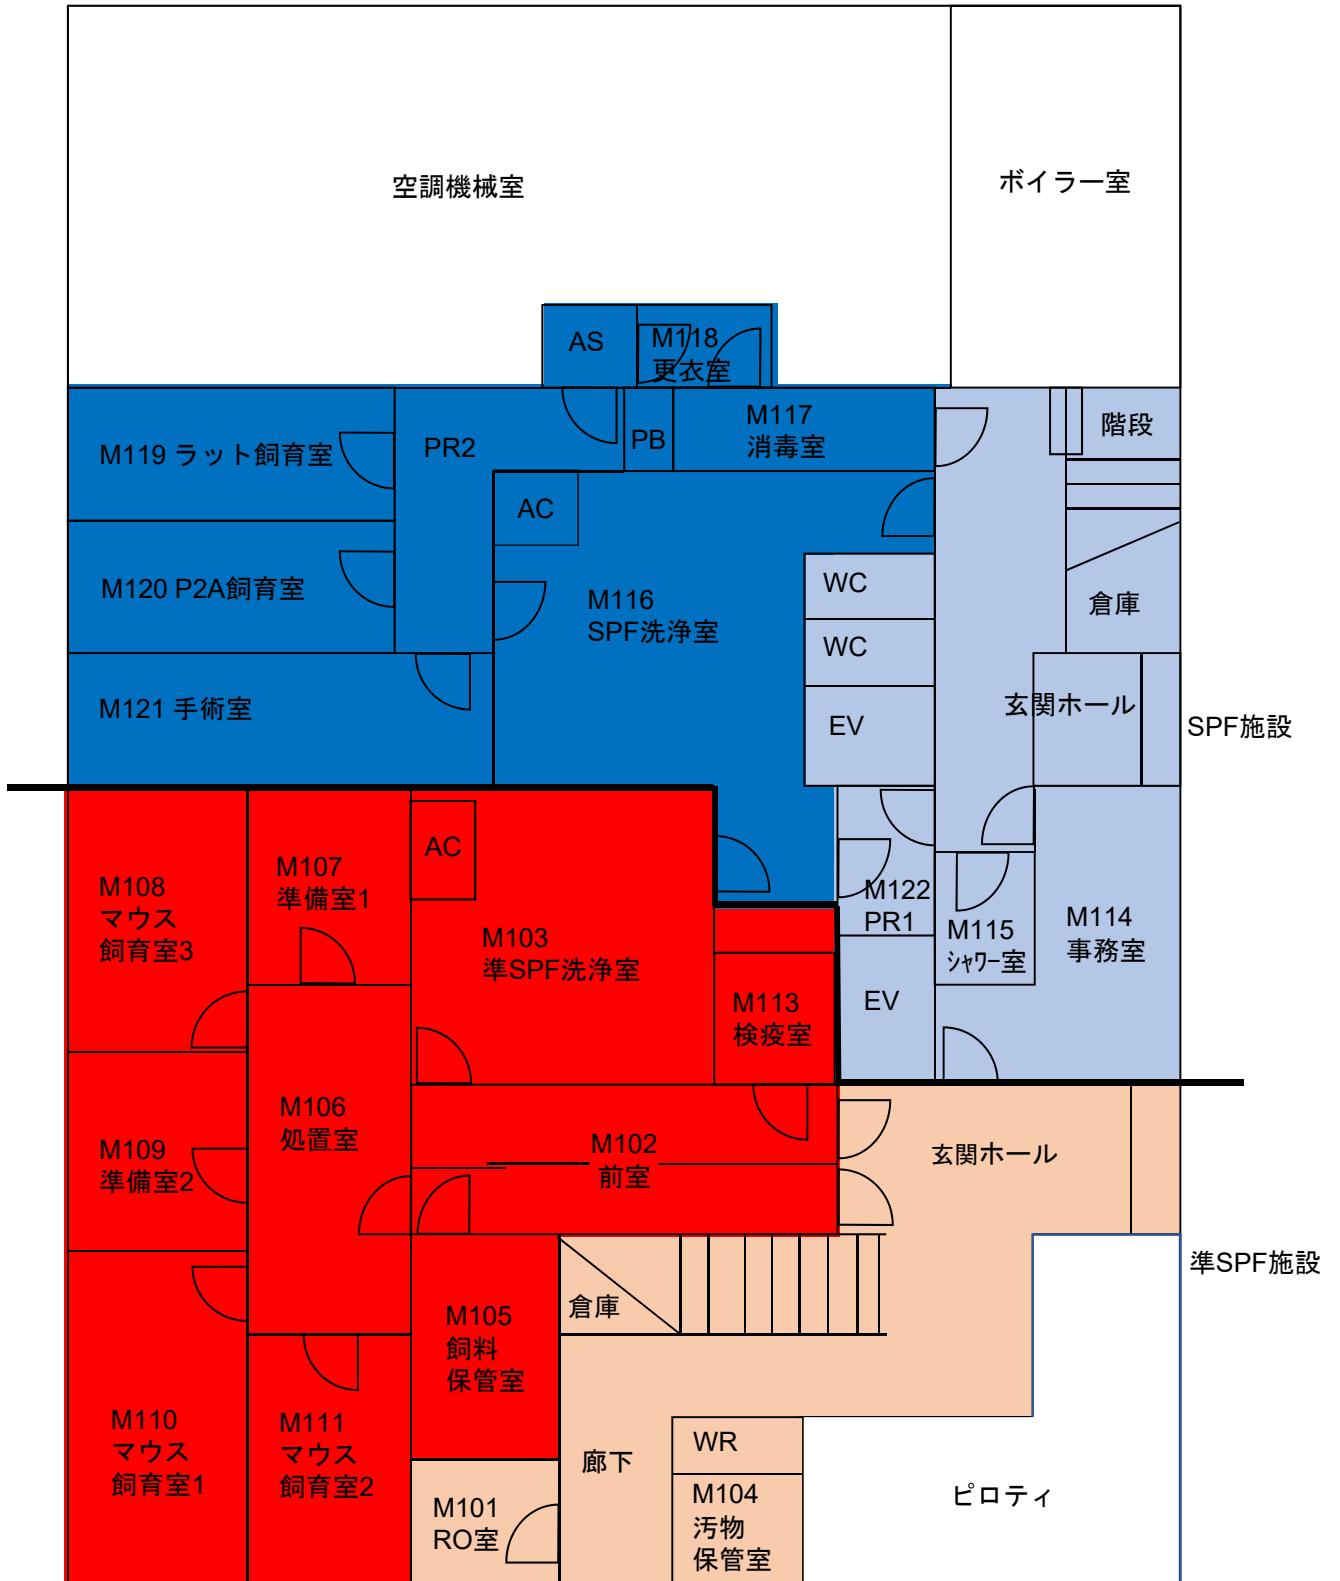 空調機械室
ボイラー室
AS
M118
更衣室
M119 ラット飼育室
PR2
PB
M117
消毒室
階段
AC
M120 P2A飼育室
M116
SPF洗浄室
WC
倉庫
WC
M121 手術室
EV
玄関ホール
SPF施設
M108
マウス
飼育室3
M107
準備室1
AC
M103
準SPF洗浄室
M122
PR1
M115
ｼｬﾜｰ室
M114
事務室
M113
検疫室
EV
M109
準備室2
M106
処置室
M102
前室
玄関ホール
準SPF施設
M105
飼料
保管室
倉庫
M110
マウス
飼育室1
M111
マウス
飼育室2
廊下
WR
M101
RO室
M104
汚物
保管室
ピロティ